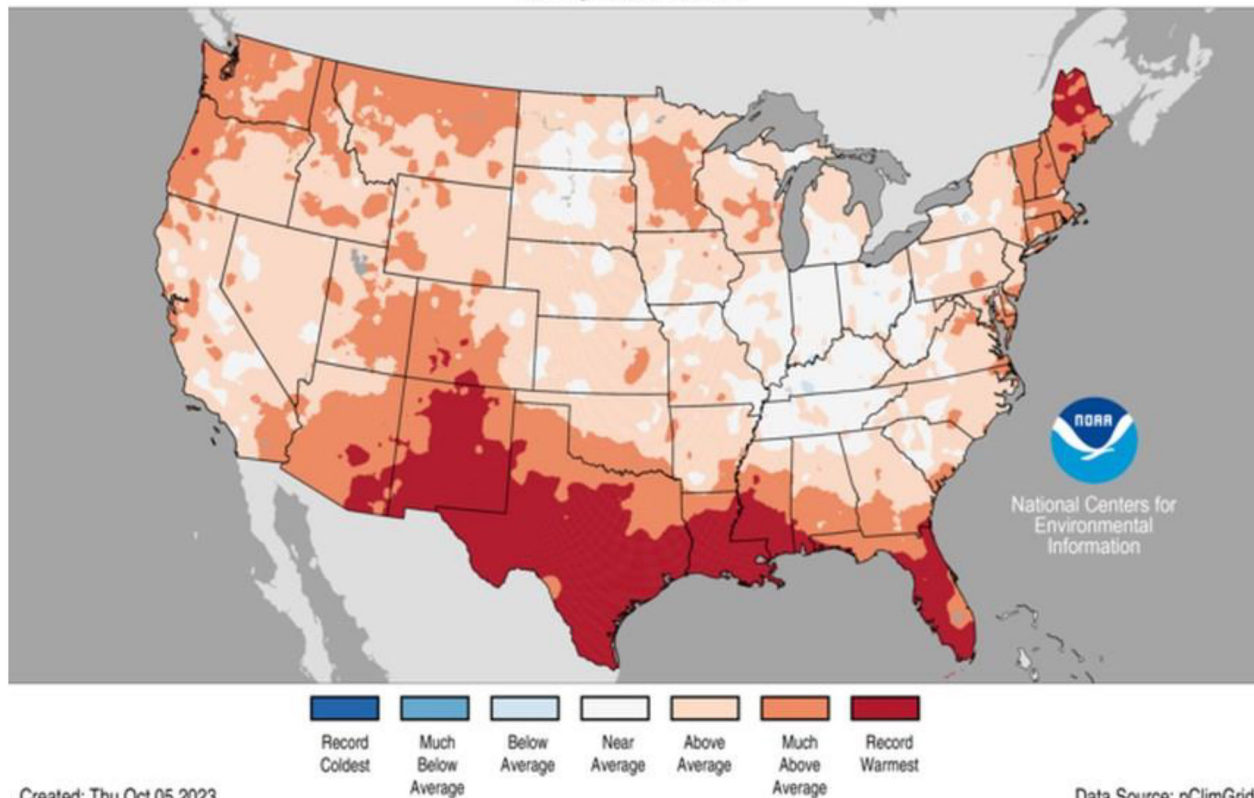 NOAA
National Centers for
Environmental
Information
Record
Coldest
Much
Below
Average
Below
Average
Near
Average
Above
Average
Much
Above
Average
Record
Warmest
Created: Thu Oct 05 2023
Data Source: nClimGrid